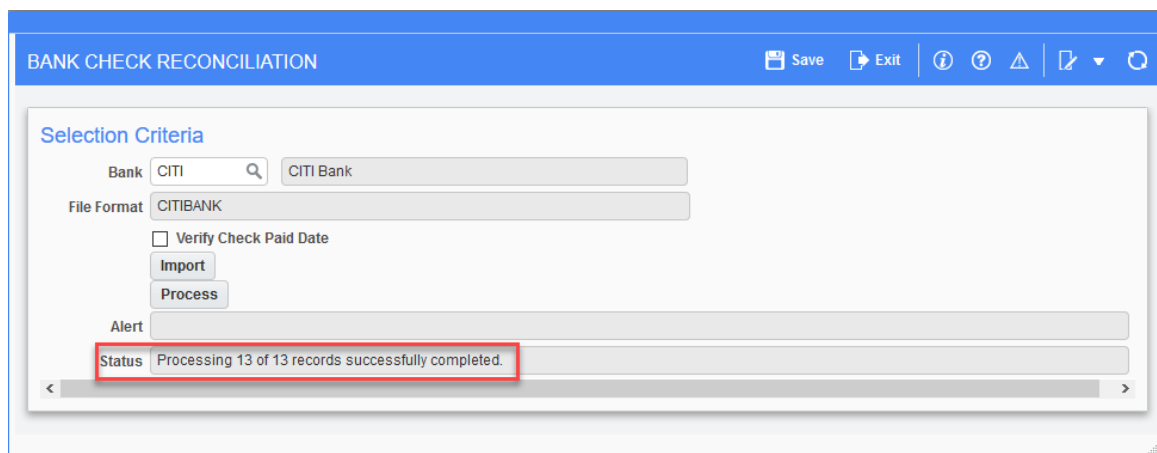 BANK CHECK RECONCILIATION Save Exit
Selection Criteria
Bank CITI CITI Bank
File Format CITIBANK
Verify Check Paid Date
Import
Process
Alert
Status Processing 13 of 13 records successfully completed.